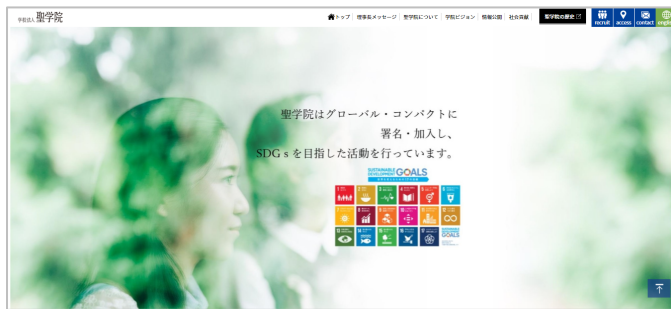 学校法人 聖学院
トップ 理事長メッセージ 聖学院について 学院ビジョン 情報公開 社会貢献 聖学院の歴史 recruit access contact english
聖学院はグローバル・コンパクトに
署名・加入し、
SDGｓを目指した活動を行っています。
SUSTAINABLE
DEVELOPMENT GOALS